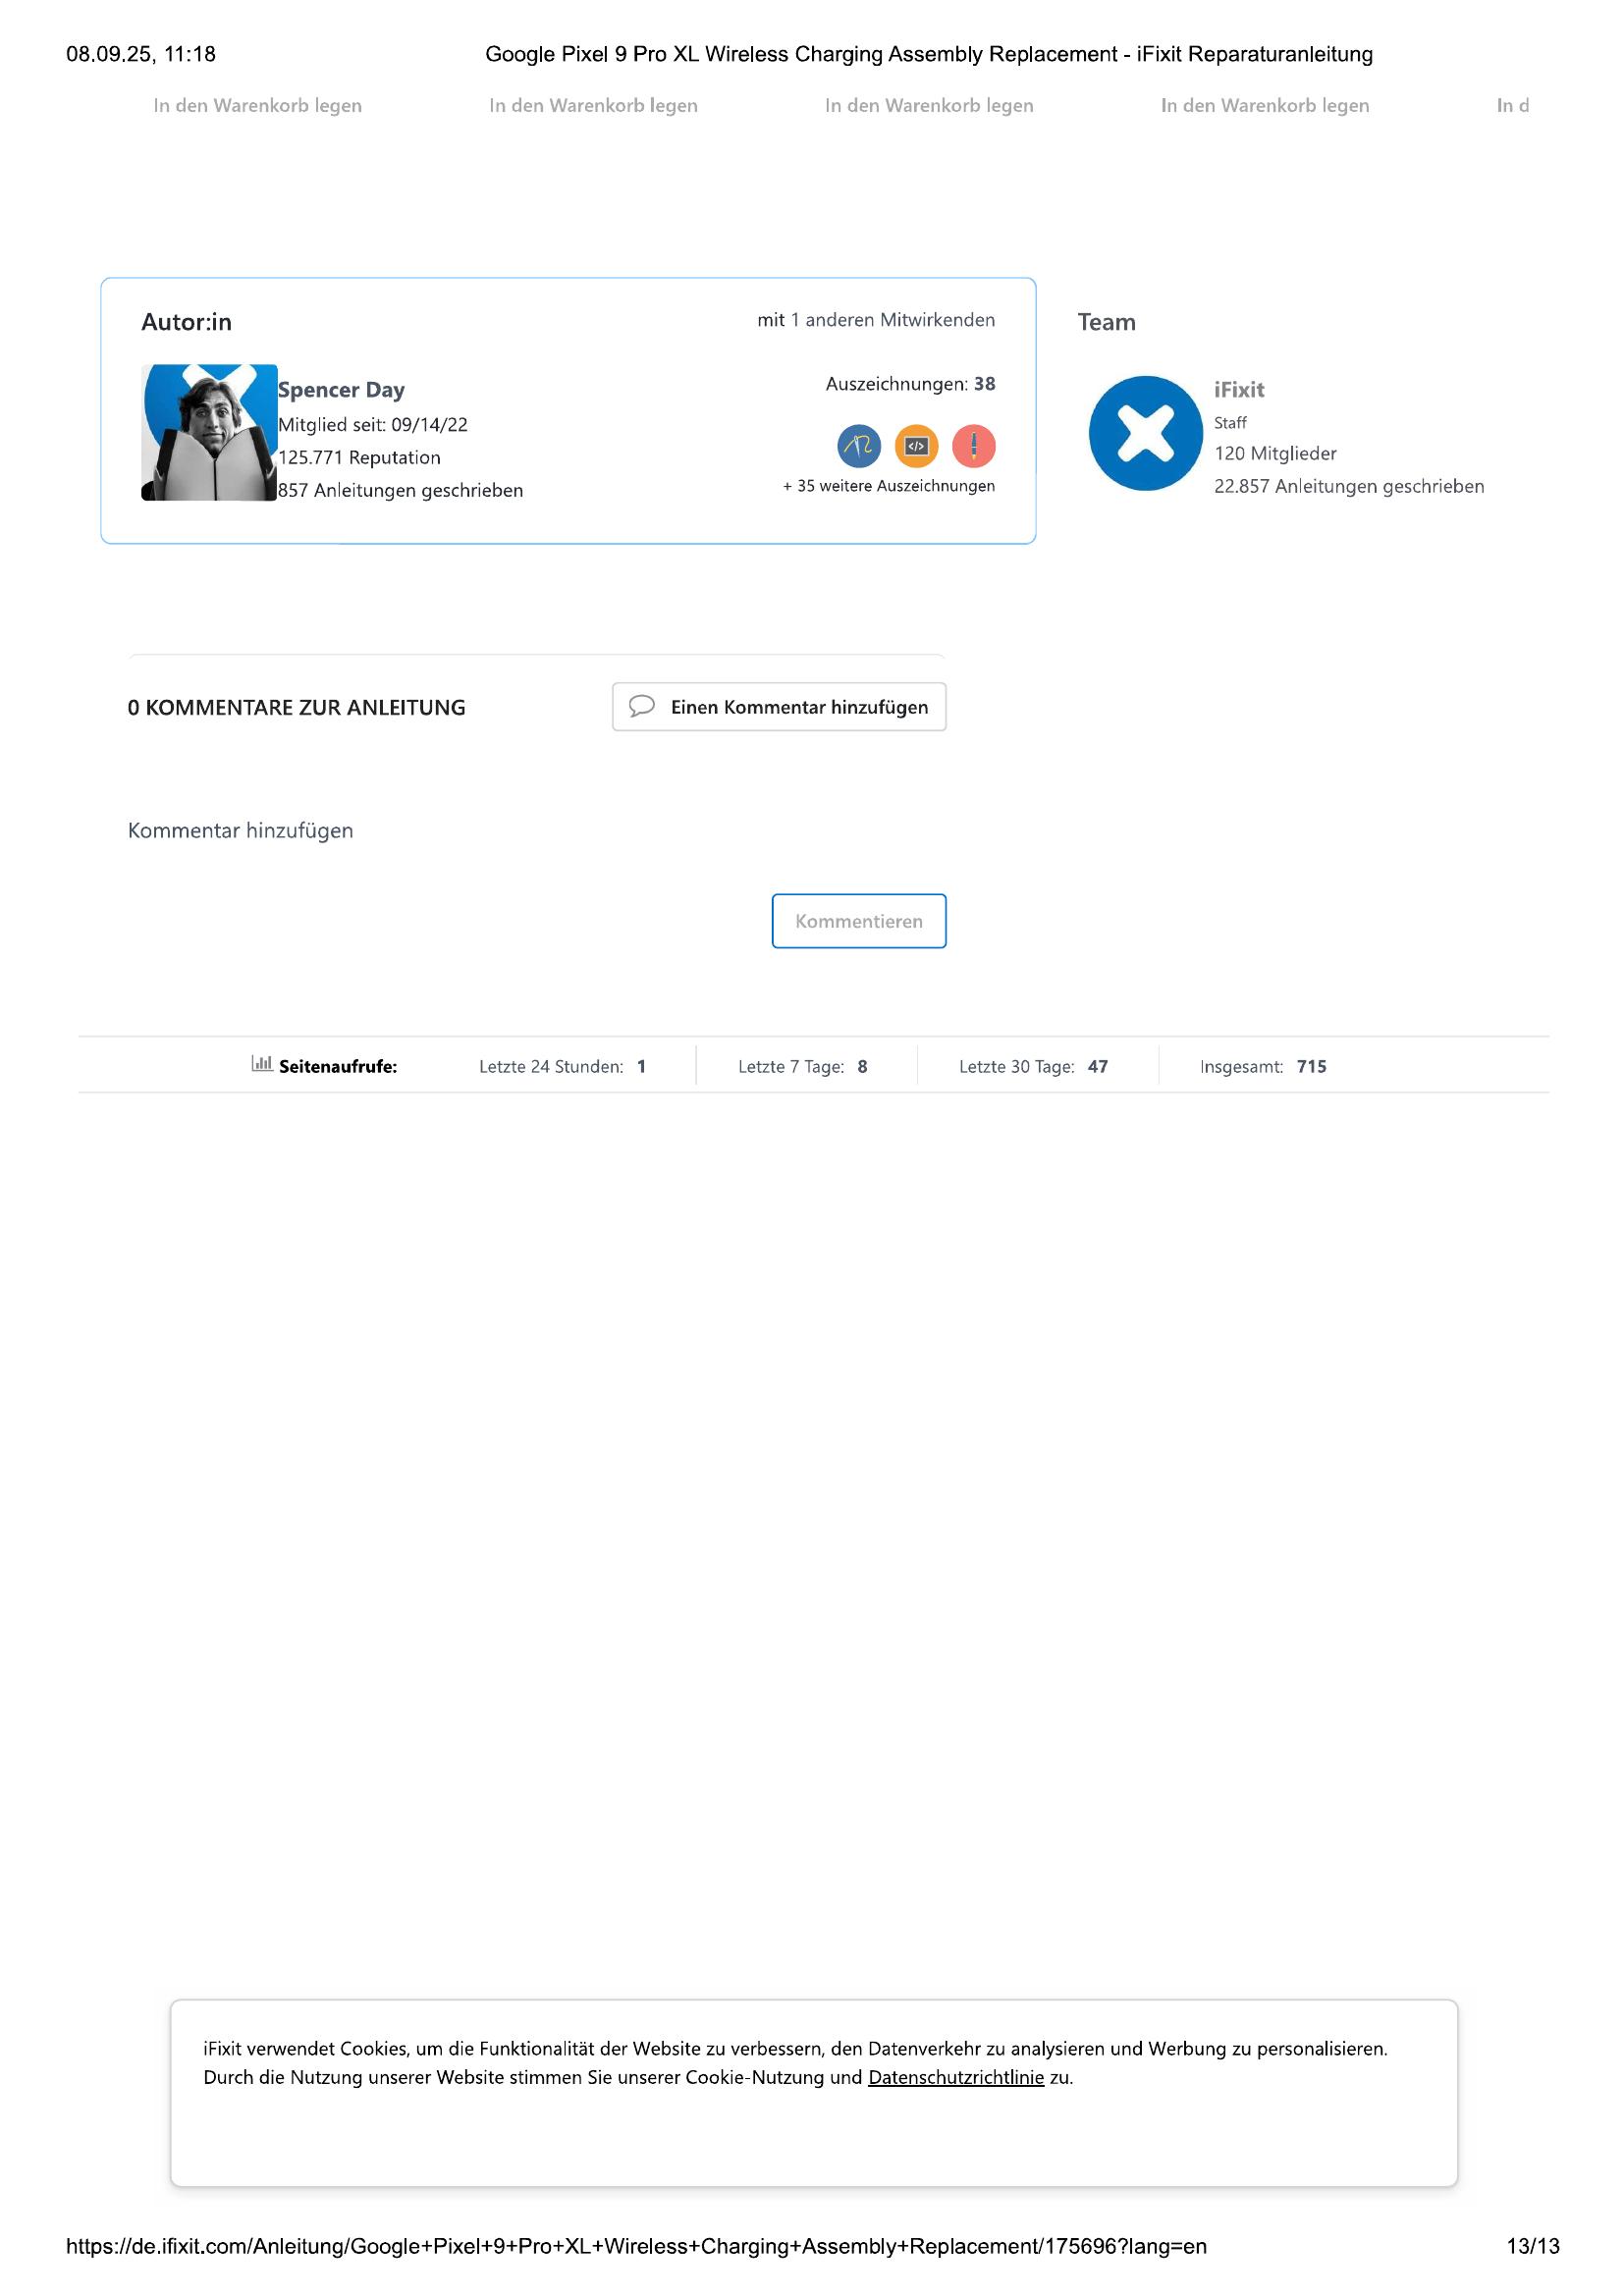 08.09.25, 11:18 Google Pixel 9 Pro XL Wireless Charging Assembly Replacement - iFixit Reparaturanleitung
In den Warenkorb legen In den Warenkorb legen In den Warenkorb legen In den Warenkorb legen In d
Autor:in mit 1 anderen Mitwirkenden
Spencer Day
Mitglied seit: 09/14/22
125.771 Reputation
857 Anleitungen geschrieben
Auszeichnungen: 38
</>
+ 35 weitere Auszeichnungen
Team
iFixit
Staff
120 Mitglieder
22.857 Anleitungen geschrieben
0 KOMMENTARE ZUR ANLEITUNG Einen Kommentar hinzufügen
Kommentar hinzufügen
Kommentieren
Seitenaufrufe: Letzte 24 Stunden: 1 Letzte 7 Tage: 8 Letzte 30 Tage: 47 Insgesamt: 715
iFixit verwendet Cookies, um die Funktionalität der Website zu verbessern, den Datenverkehr zu analysieren und Werbung zu personalisieren.
Durch die Nutzung unserer Website stimmen Sie unserer Cookie-Nutzung und Datenschutzrichtlinie zu.
https://de.ifixit.com/Anleitung/Google+Pixel+9+Pro+XL+Wireless+Charging+Assembly+Replacement/175696?lang=en 13/13